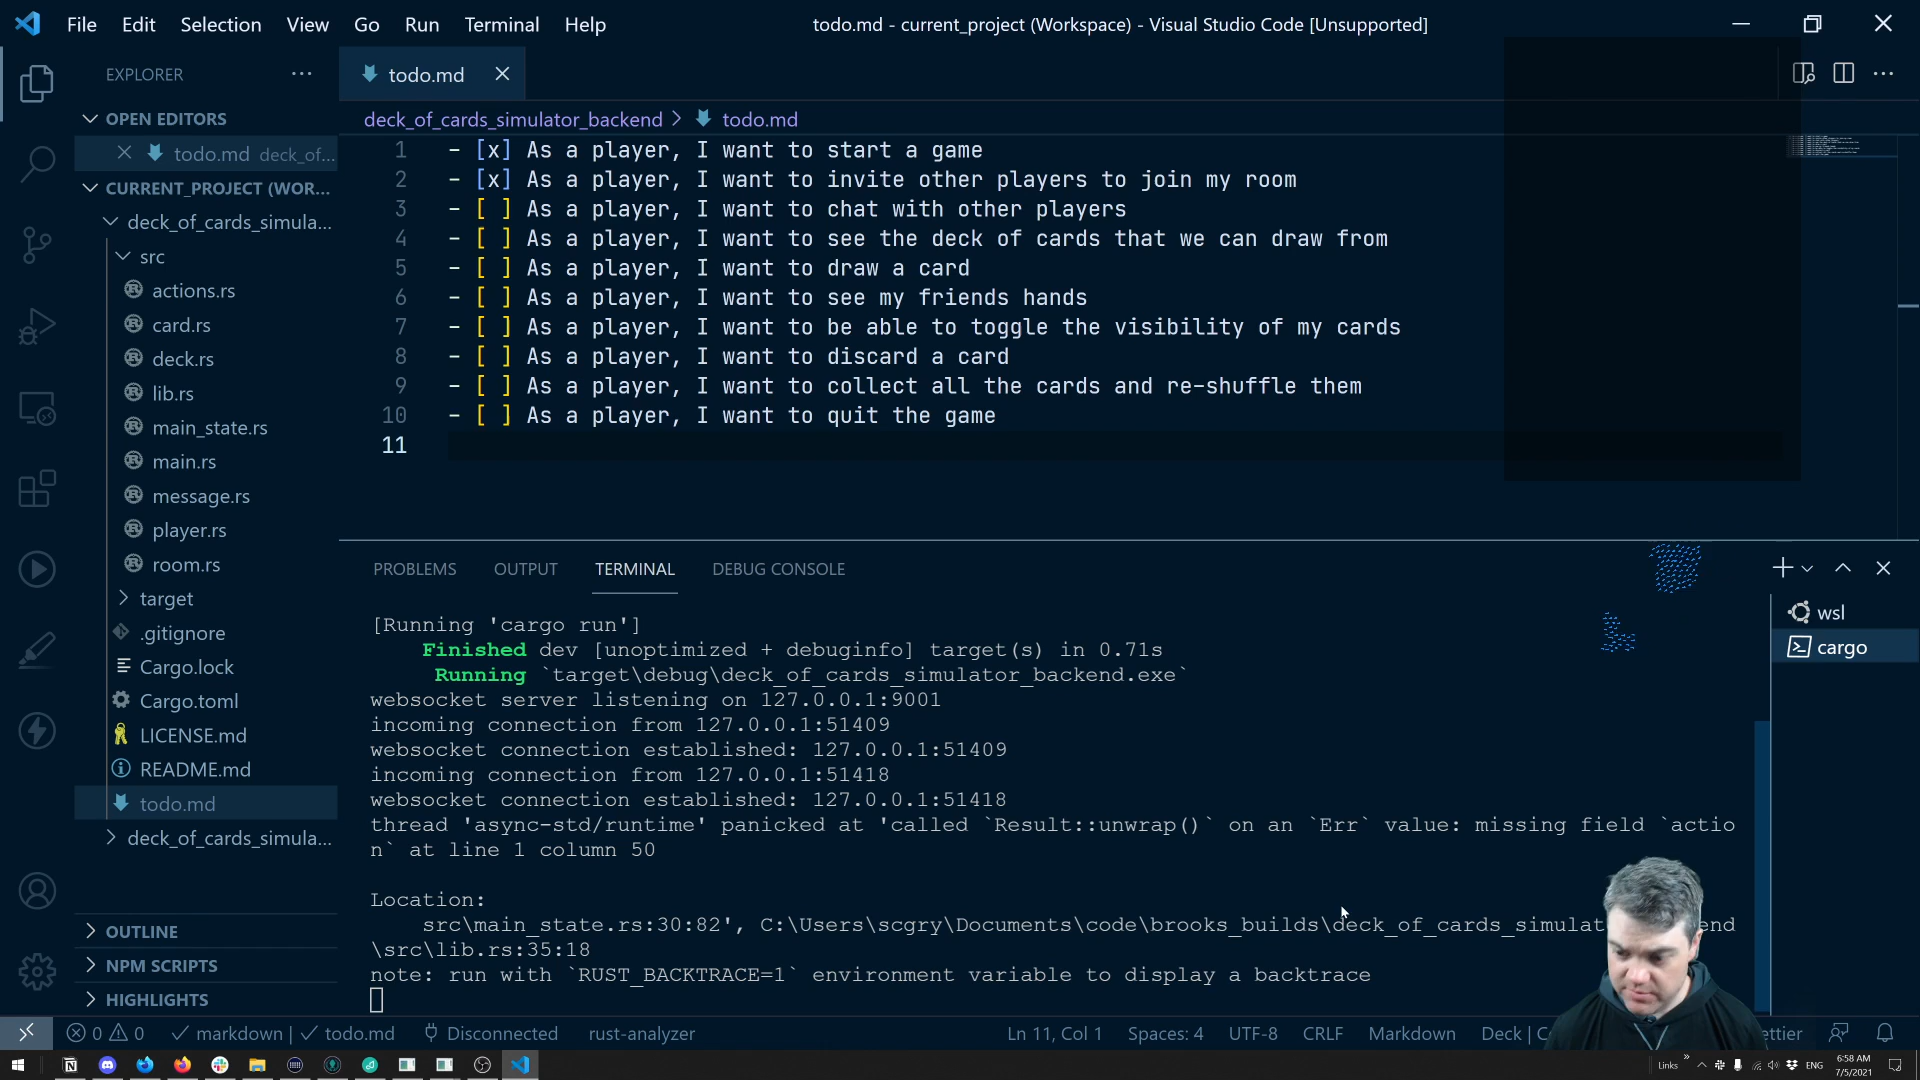 File Edit Selection View Go Run Terminal Help
todo.md - current_project (Workspace) - Visual Studio Code [Unsupported]
EXPLORER
todo.md
OPEN EDITORS
todo.md deck_of...
CURRENT_PROJECT (WOR...
deck_of_cards_simula...
src
actions.rs
card.rs
deck.rs
lib.rs
main_state.rs
main.rs
message.rs
player.rs
room.rs
target
.gitignore
Cargo.lock
Cargo.toml
LICENSE.md
README.md
todo.md
deck_of_cards_simula...
OUTLINE
NPM SCRIPTS
HIGHLIGHTS
deck_of_cards_simulator_backend > todo.md
1 - [x] As a player, I want to start a game
2 - [x] As a player, I want to invite other players to join my room
3 - [ ] As a player, I want to chat with other players
4 - [ ] As a player, I want to see the deck of cards that we can draw from
5 - [ ] As a player, I want to draw a card
6 - [ ] As a player, I want to see my friends hands
7 - [ ] As a player, I want to be able to toggle the visibility of my cards
8 - [ ] As a player, I want to discard a card
9 - [ ] As a player, I want to collect all the cards and re-shuffle them
10 - [ ] As a player, I want to quit the game
11
PROBLEMS OUTPUT TERMINAL DEBUG CONSOLE
wsl
cargo
[Running 'cargo run']
Finished dev [unoptimized + debuginfo] target(s) in 0.71s
Running `target\debug\deck_of_cards_simulator_backend.exe`
websocket server listening on 127.0.0.1:9001
incoming connection from 127.0.0.1:51409
websocket connection established: 127.0.0.1:51409
incoming connection from 127.0.0.1:51418
websocket connection established: 127.0.0.1:51418
thread 'async-std/runtime' panicked at 'called `Result::unwrap()` on an `Err` value: missing field `actio
n` at line 1 column 50
Location:
src\main_state.rs:30:82', C:\Users\scgry\Documents\code\brooks_builds\deck_of_cards_simulat end
\src\lib.rs:35:18
note: run with `RUST_BACKTRACE=1` environment variable to display a backtrace
0 0 markdown | todo.md Disconnected rust-analyzer Ln 11, Col 1 Spaces: 4 UTF-8 CRLF Markdown Deck | C ettier
Links ENG 6:58 AM
7/5/2021